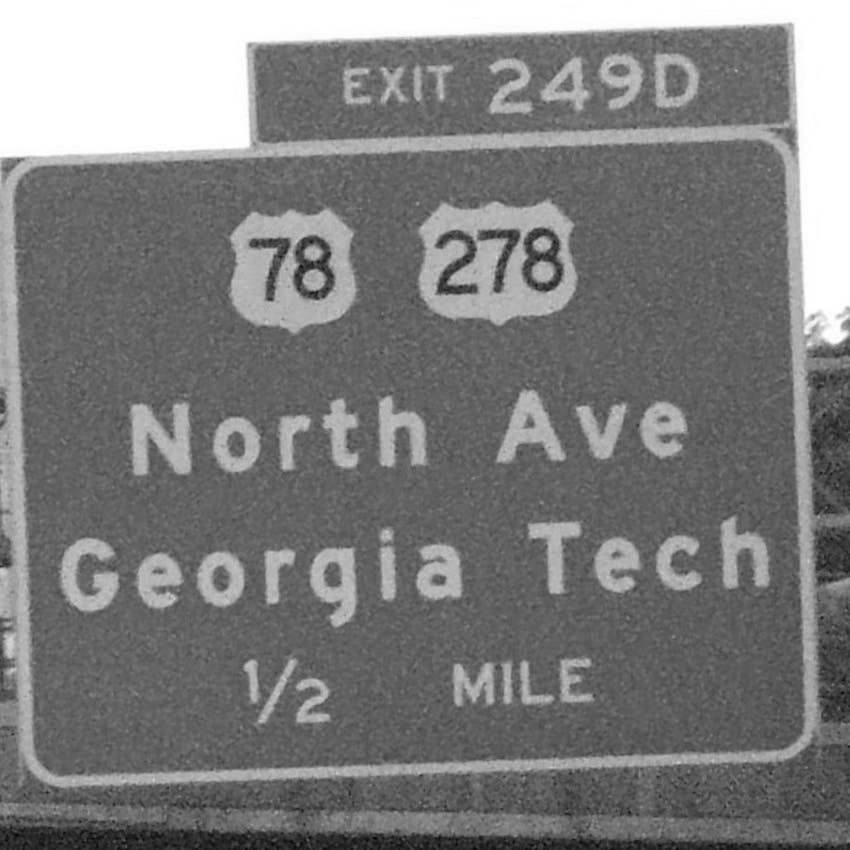 EXIT 249D
78 278
North Ave
Georgia Tech
1/2 MILE